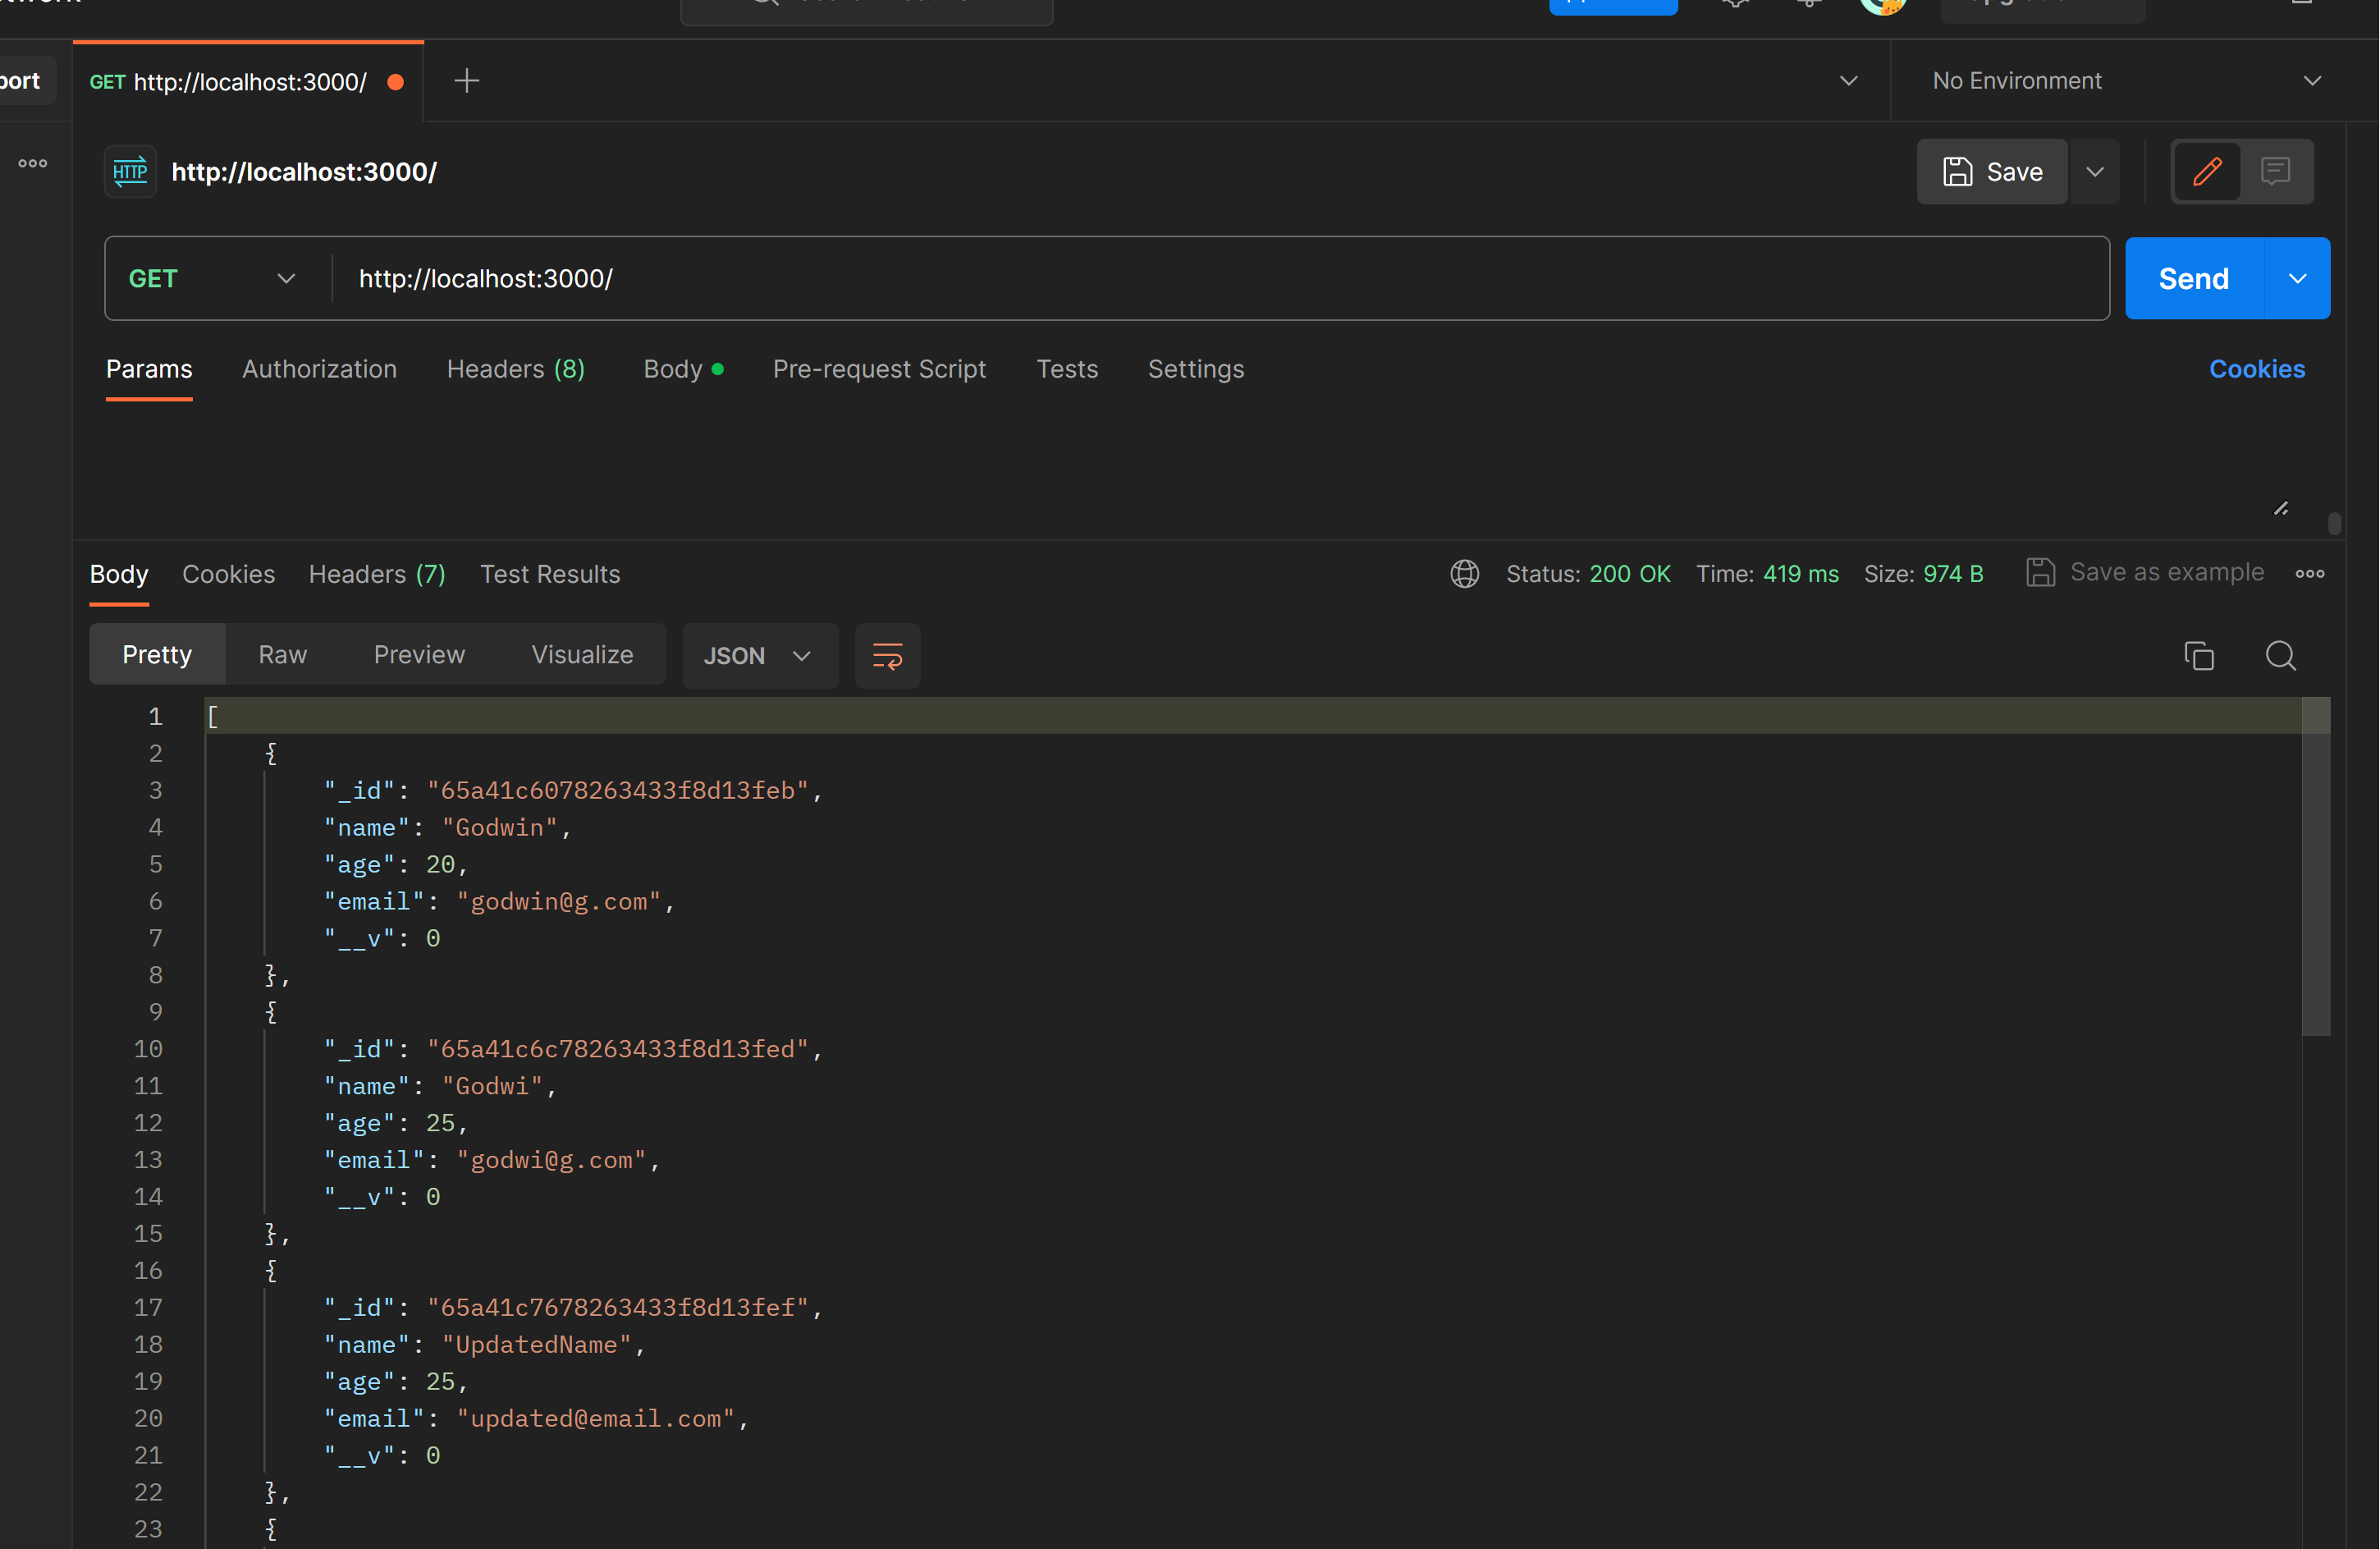 GET http://localhost:3000/
No Environment
HTTP http://localhost:3000/
Save
GET http://localhost:3000/
Send
Params Authorization Headers (8) Body Pre-request Script Tests Settings Cookies
Body Cookies Headers (7) Test Results Status: 200 OK Time: 419 ms Size: 974 B Save as example
Pretty Raw Preview Visualize JSON
1 [
2 {
3 "_id": "65a41c6078263433f8d13feb",
4 "name": "Godwin",
5 "age": 20,
6 "email": "godwin@g.com",
7 "__v": 0
8 },
9 {
10 "_id": "65a41c6c78263433f8d13fed",
11 "name": "Godwi",
12 "age": 25,
13 "email": "godwi@g.com",
14 "__v": 0
15 },
16 {
17 "_id": "65a41c7678263433f8d13fef",
18 "name": "UpdatedName",
19 "age": 25,
20 "email": "updated@email.com",
21 "__v": 0
22 },
23 {